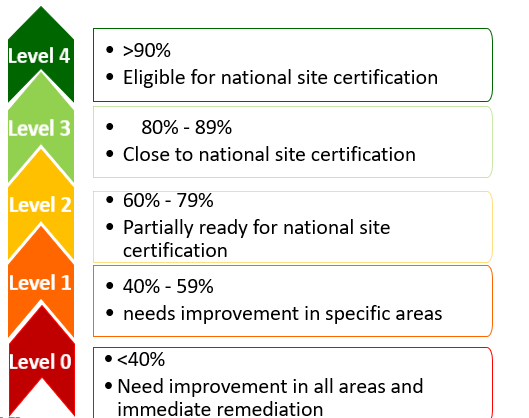 Level 4
• >90%
• Eligible for national site certification
Level 3
• 80% - 89%
• Close to national site certification
Level 2
• 60% - 79%
• Partially ready for national site
certification
Level 1
• 40% - 59%
• needs improvement in specific areas
Level 0
• <40%
• Need improvement in all areas and
immediate remediation